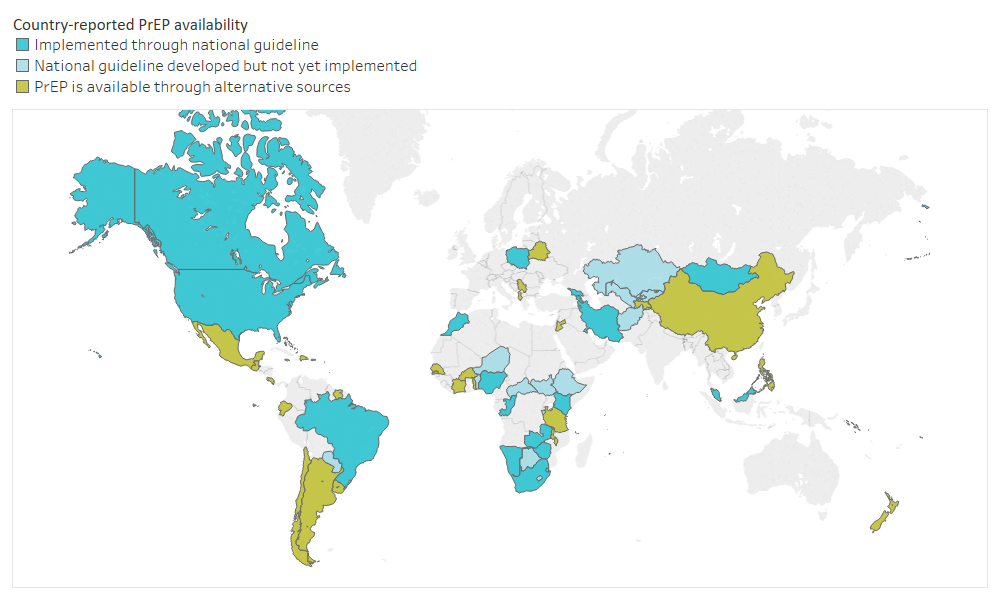 Country-reported PrEP availability
Implemented through national guideline
National guideline developed but not yet implemented
PrEP is available through alternative sources